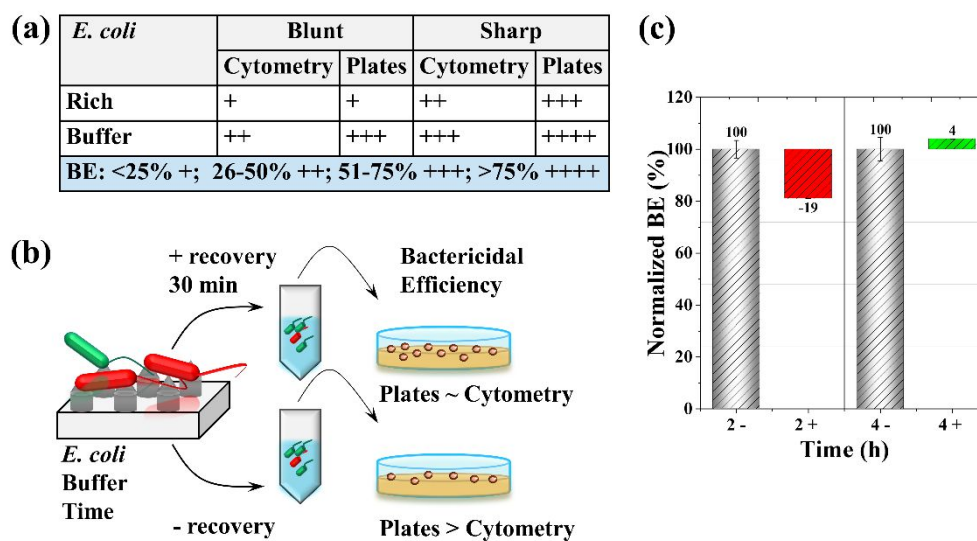 (a)
E. coli Blunt Sharp
Cytometry Plates Cytometry Plates
Rich + + ++ +++
Buffer ++ +++ +++ ++++
BE: <25% +; 26-50% ++; 51-75% +++; >75% ++++
(b)
+ recovery
30 min
Bactericidal
Efficiency
Plates ~ Cytometry
E. coli
Buffer
Time
- recovery
Plates > Cytometry
(c)
Normalized BE (%)
120
100
80
60
40
20
0
100
-19
100
4
2 - 2 + 4 - 4 +
Time (h)